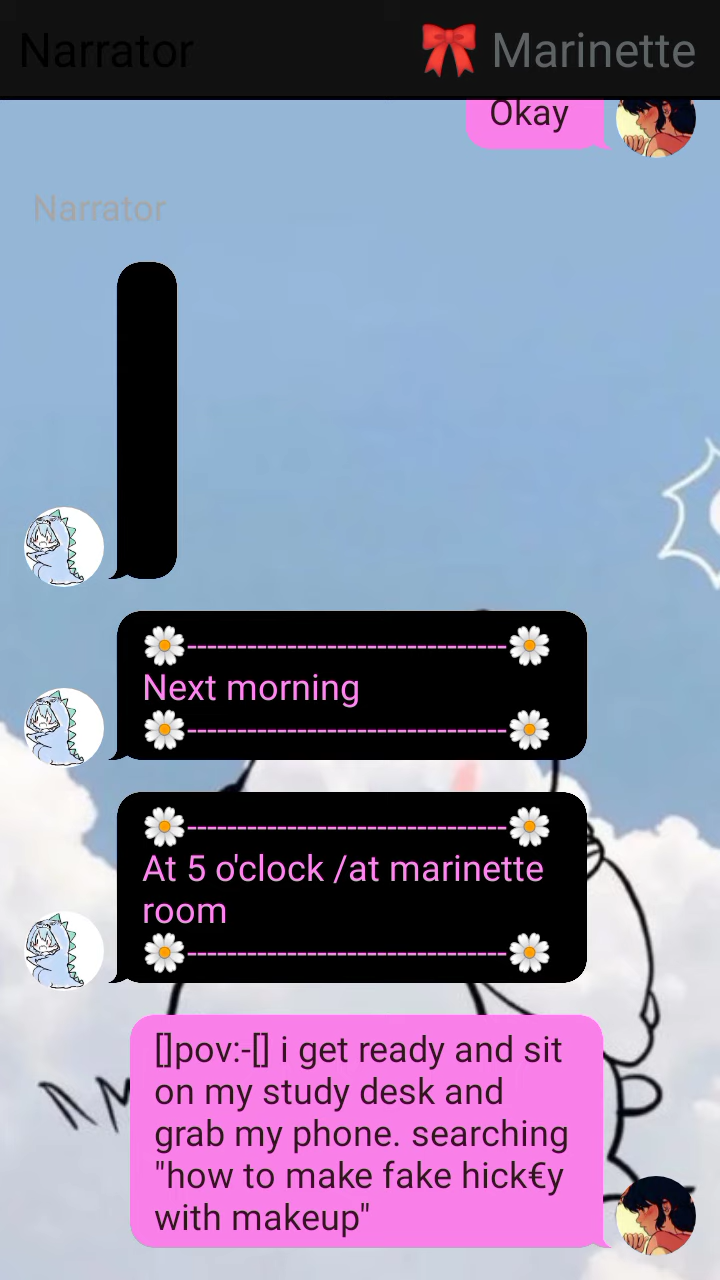 Narrator
🎀 Marinette
Okay
Narrator
🌼--------------------------------🌼
Next morning
🌼--------------------------------🌼
🌼--------------------------------🌼
At 5 o'clock /at marinette
room
🌼--------------------------------🌼
[]pov:-[] i get ready and sit
on my study desk and
grab my phone. searching
"how to make fake hick€y
with makeup"